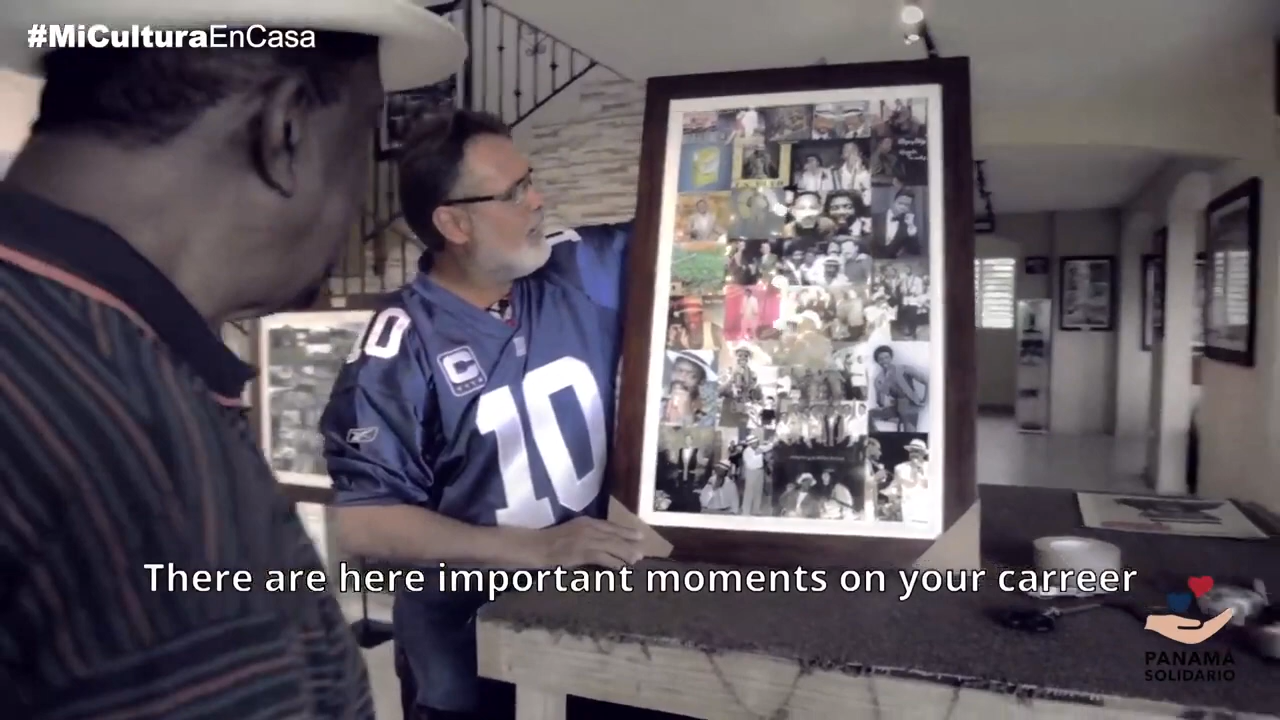 #MiCulturaEnCasa
10
C
10
There are here important moments on your carreer
PANAMÁ
SOLIDARIO